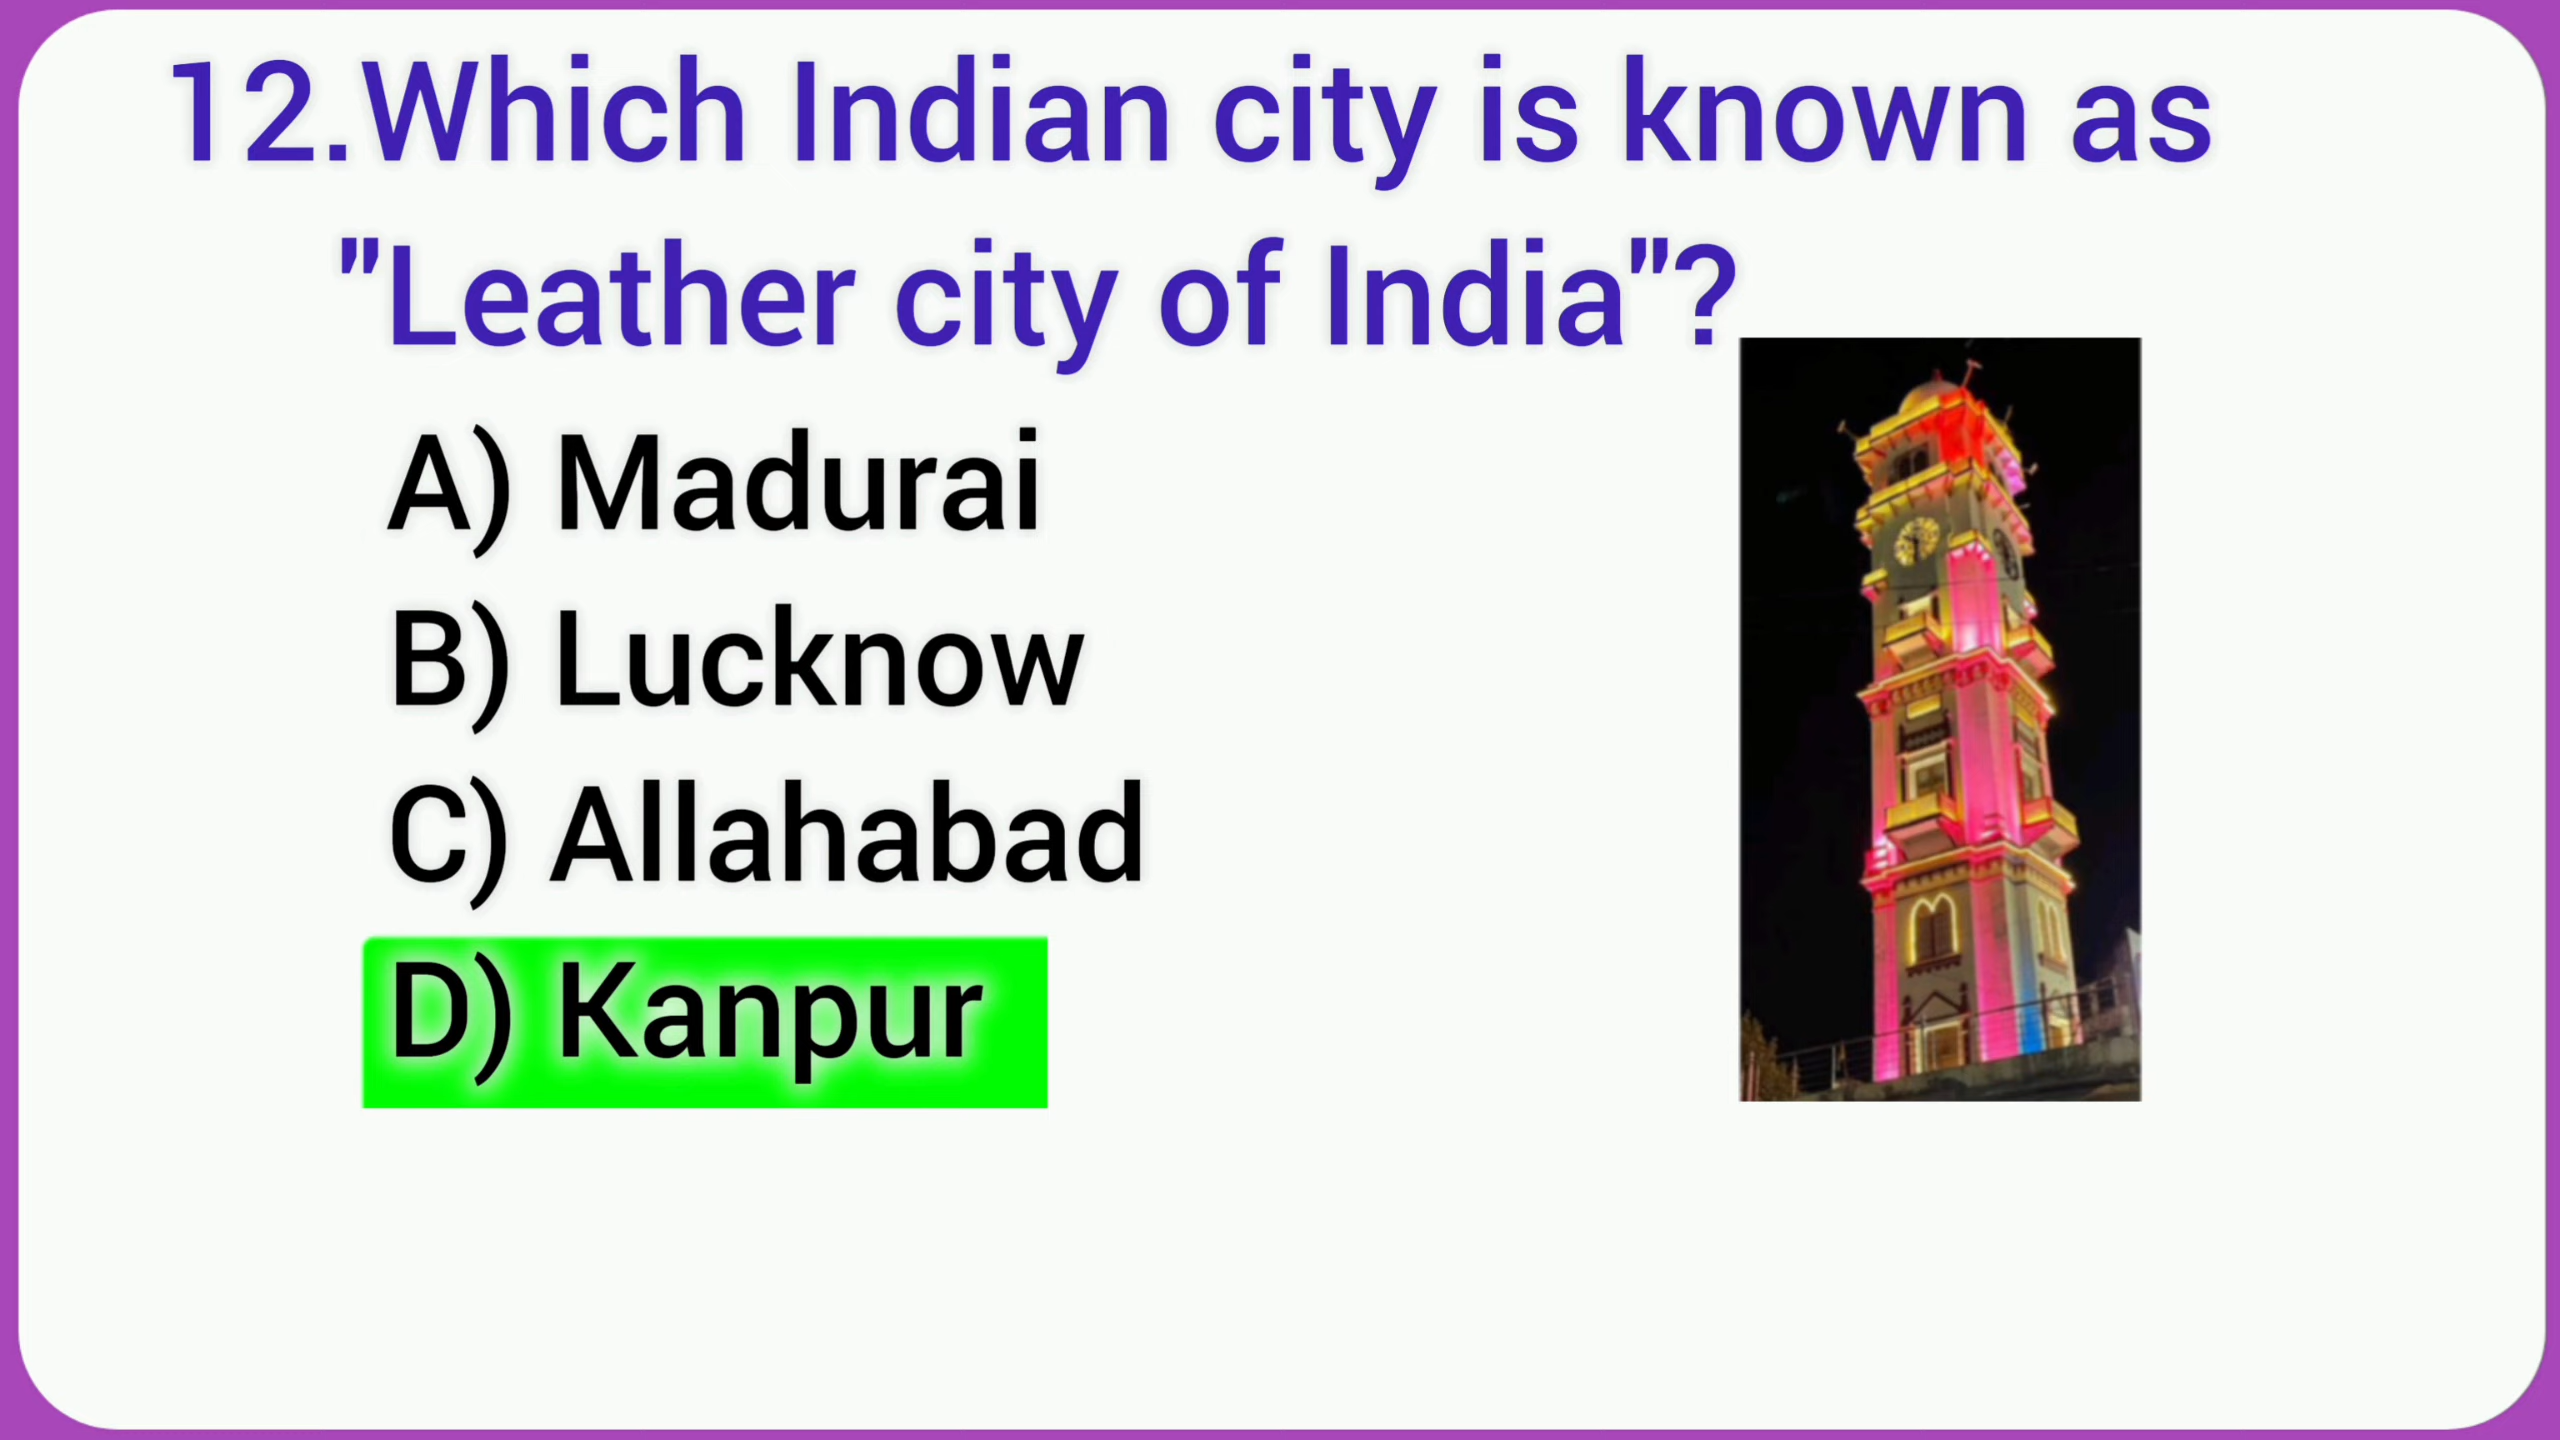 12.Which Indian city is known as
"Leather city of India"?
A) Madurai
B) Lucknow
C) Allahabad
D) Kanpur